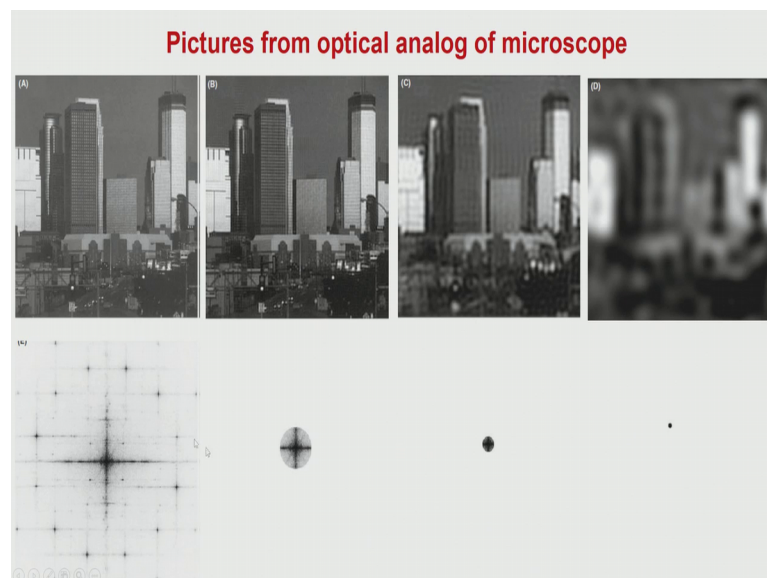 Pictures from optical analog of microscope
(A)
(B)
(C)
(D)
(E)